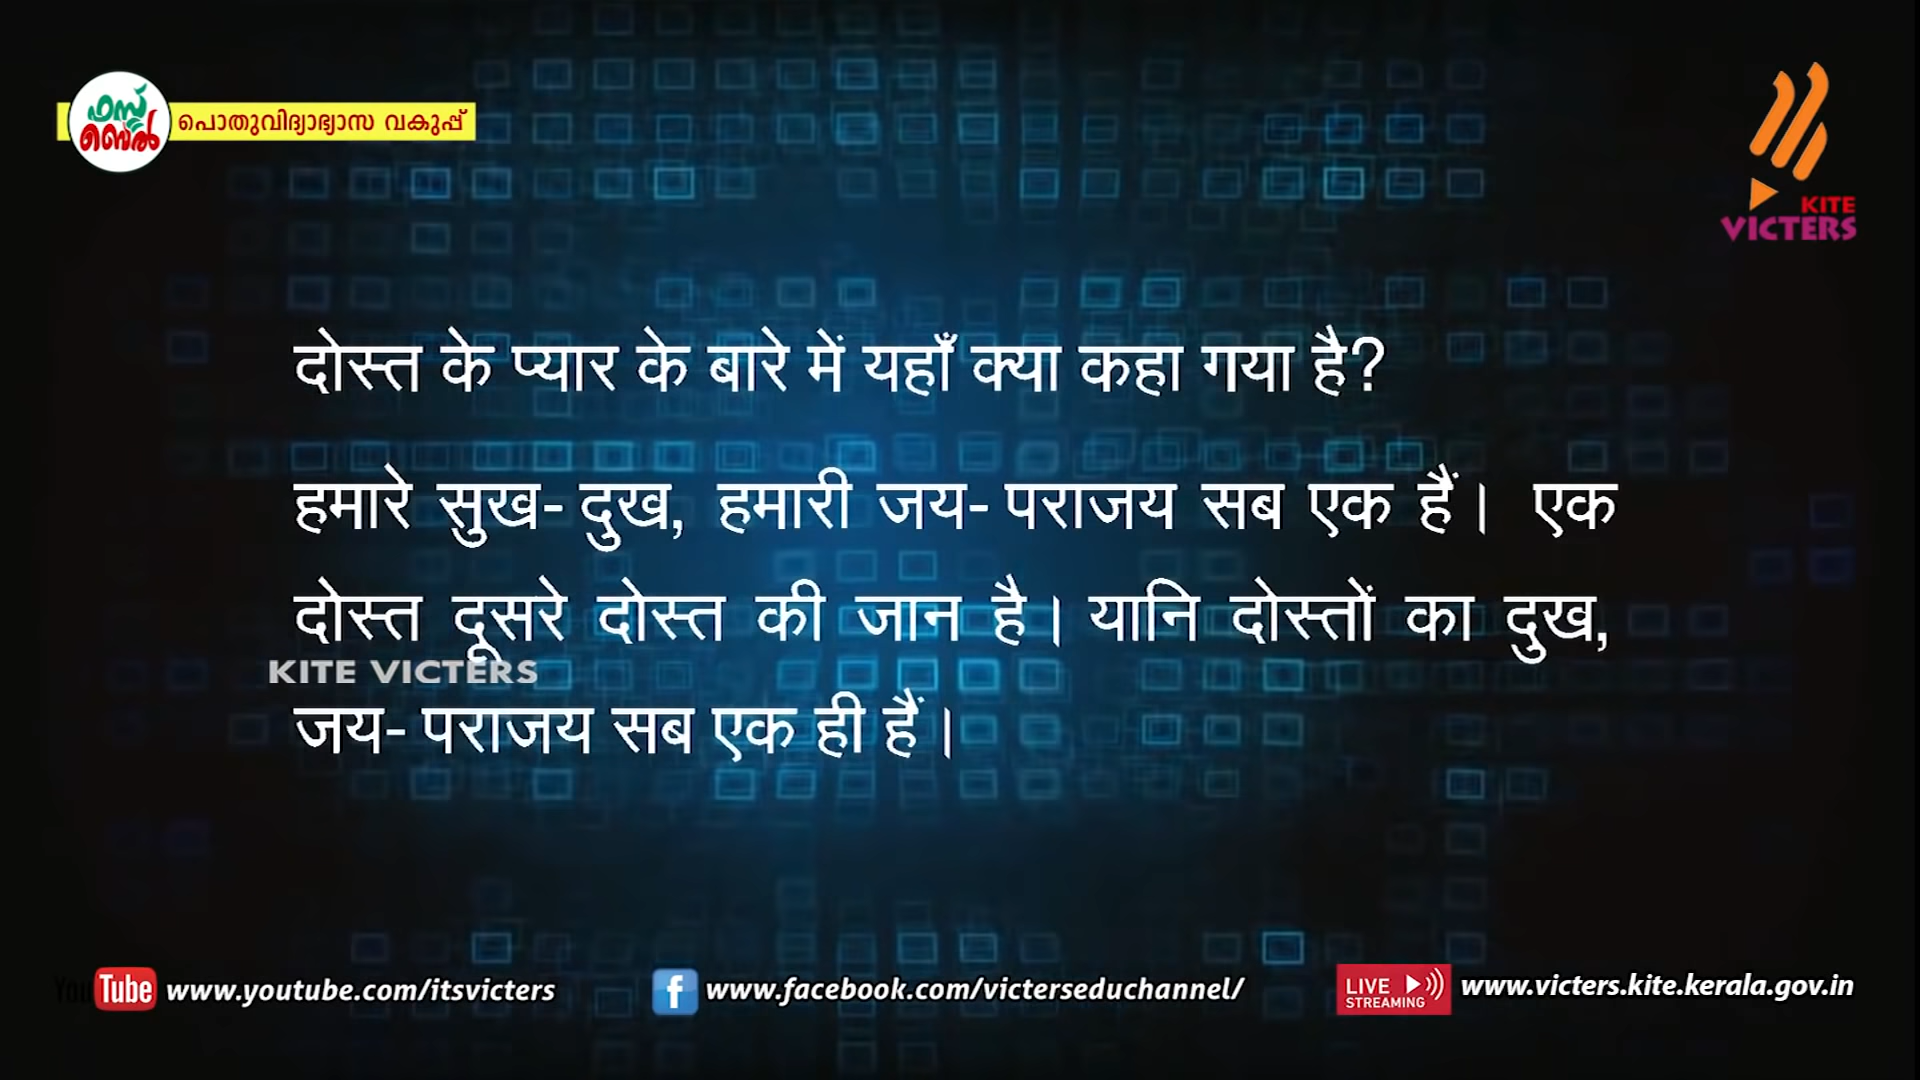 ഫസ്റ്റ്
ബെൽ
പൊതുവിദ്യാഭ്യാസ വകുപ്പ്
KITE
VICTERS
दोस्त के प्यार के बारे में यहाँ क्या कहा गया है?
हमारे सुख- दुख, हमारी जय- पराजय सब एक हैं। एक
दोस्त दूसरे दोस्त की जान है। यानि दोस्तों का दुख,
KITE VICTERS
जय- पराजय सब एक ही हैं।
YouTube www.youtube.com/itsvicters
f www.facebook.com/victerseduchannel/
LIVE STREAMING www.victers.kite.kerala.gov.in